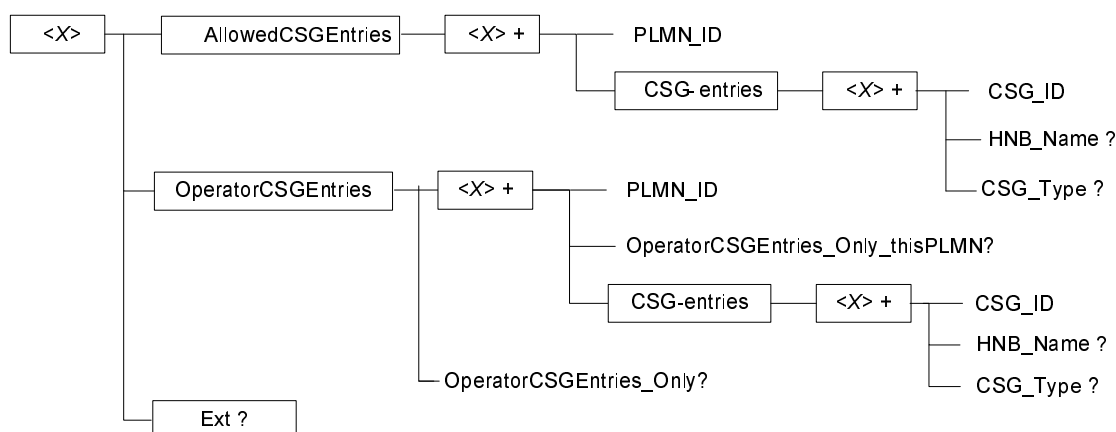 <X>
AllowedCSGEntries
<X> +
PLMN_ID
CSG-entries
<X> +
CSG_ID
HNB_Name ?
CSG_Type ?
OperatorCSGEntries
<X> +
PLMN_ID
OperatorCSGEntries_Only_thisPLMN?
CSG-entries
<X> +
CSG_ID
HNB_Name ?
CSG_Type ?
OperatorCSGEntries_Only?
Ext ?